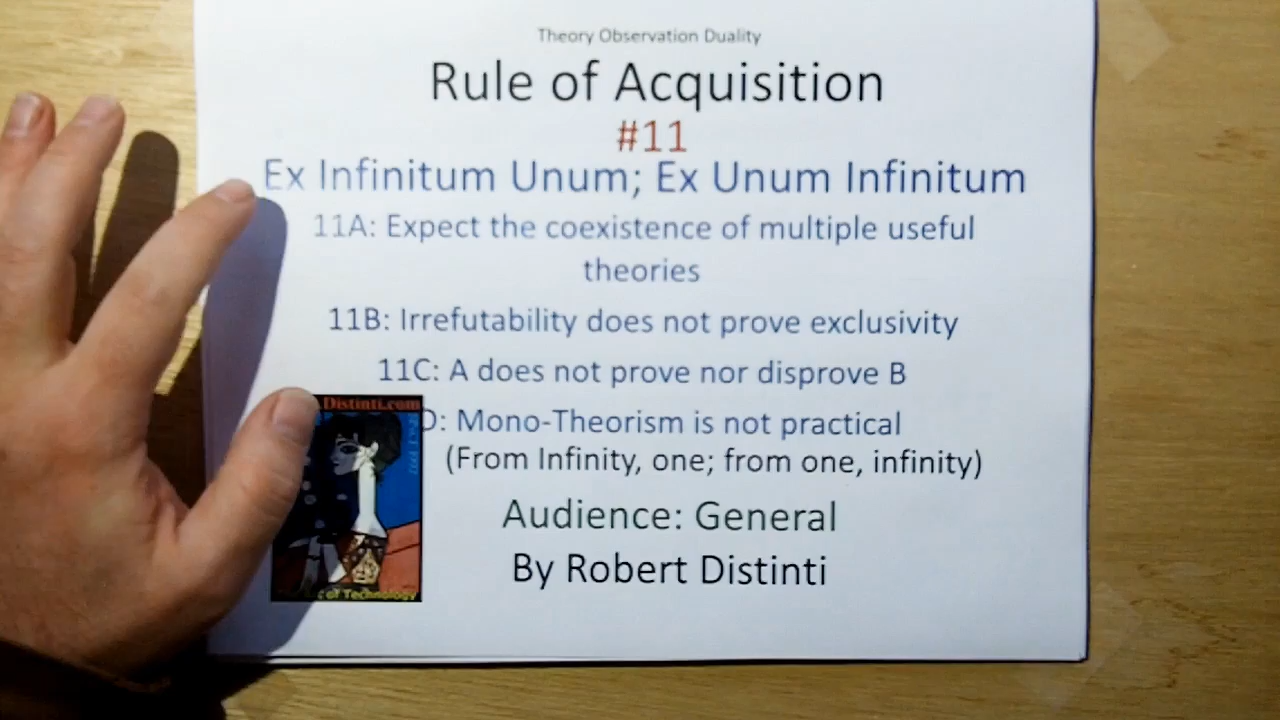 Theory Observation Duality
Rule of Acquisition
#11
Ex Infinitum Unum; Ex Unum Infinitum
11A: Expect the coexistence of multiple useful
theories
11B: Irrefutability does not prove exclusivity
11C: A does not prove nor disprove B
D: Mono-Theorism is not practical
(From Infinity, one; from one, infinity)
Distinti.com
of Technology
Audience: General
By Robert Distinti